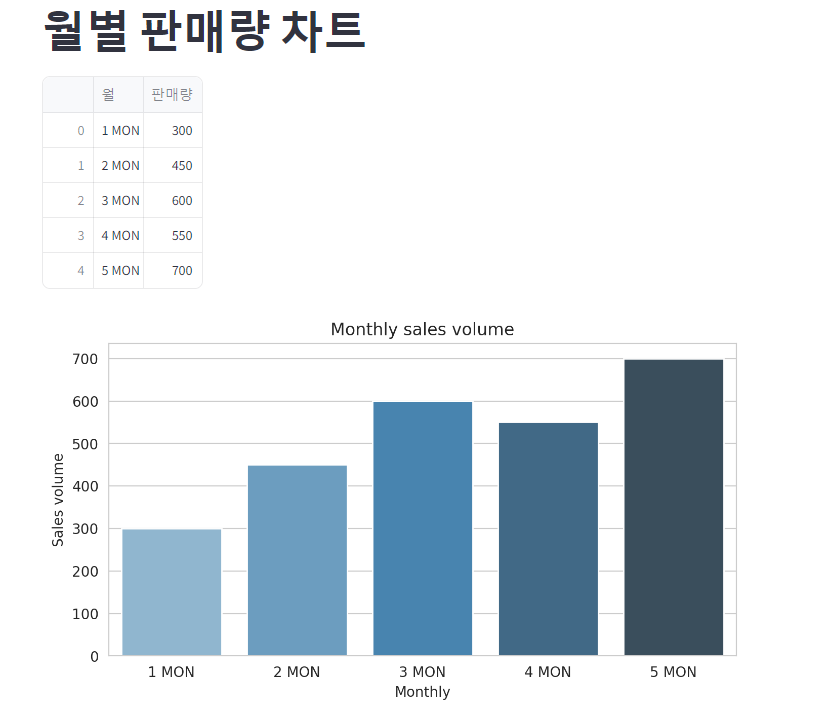 월별 판매량 차트
월 판매량
0 1 MON 300
1 2 MON 450
2 3 MON 600
3 4 MON 550
4 5 MON 700
Monthly sales volume
700
600
500
400
300
200
100
0
Sales volume
1 MON 2 MON 3 MON 4 MON 5 MON
Monthly